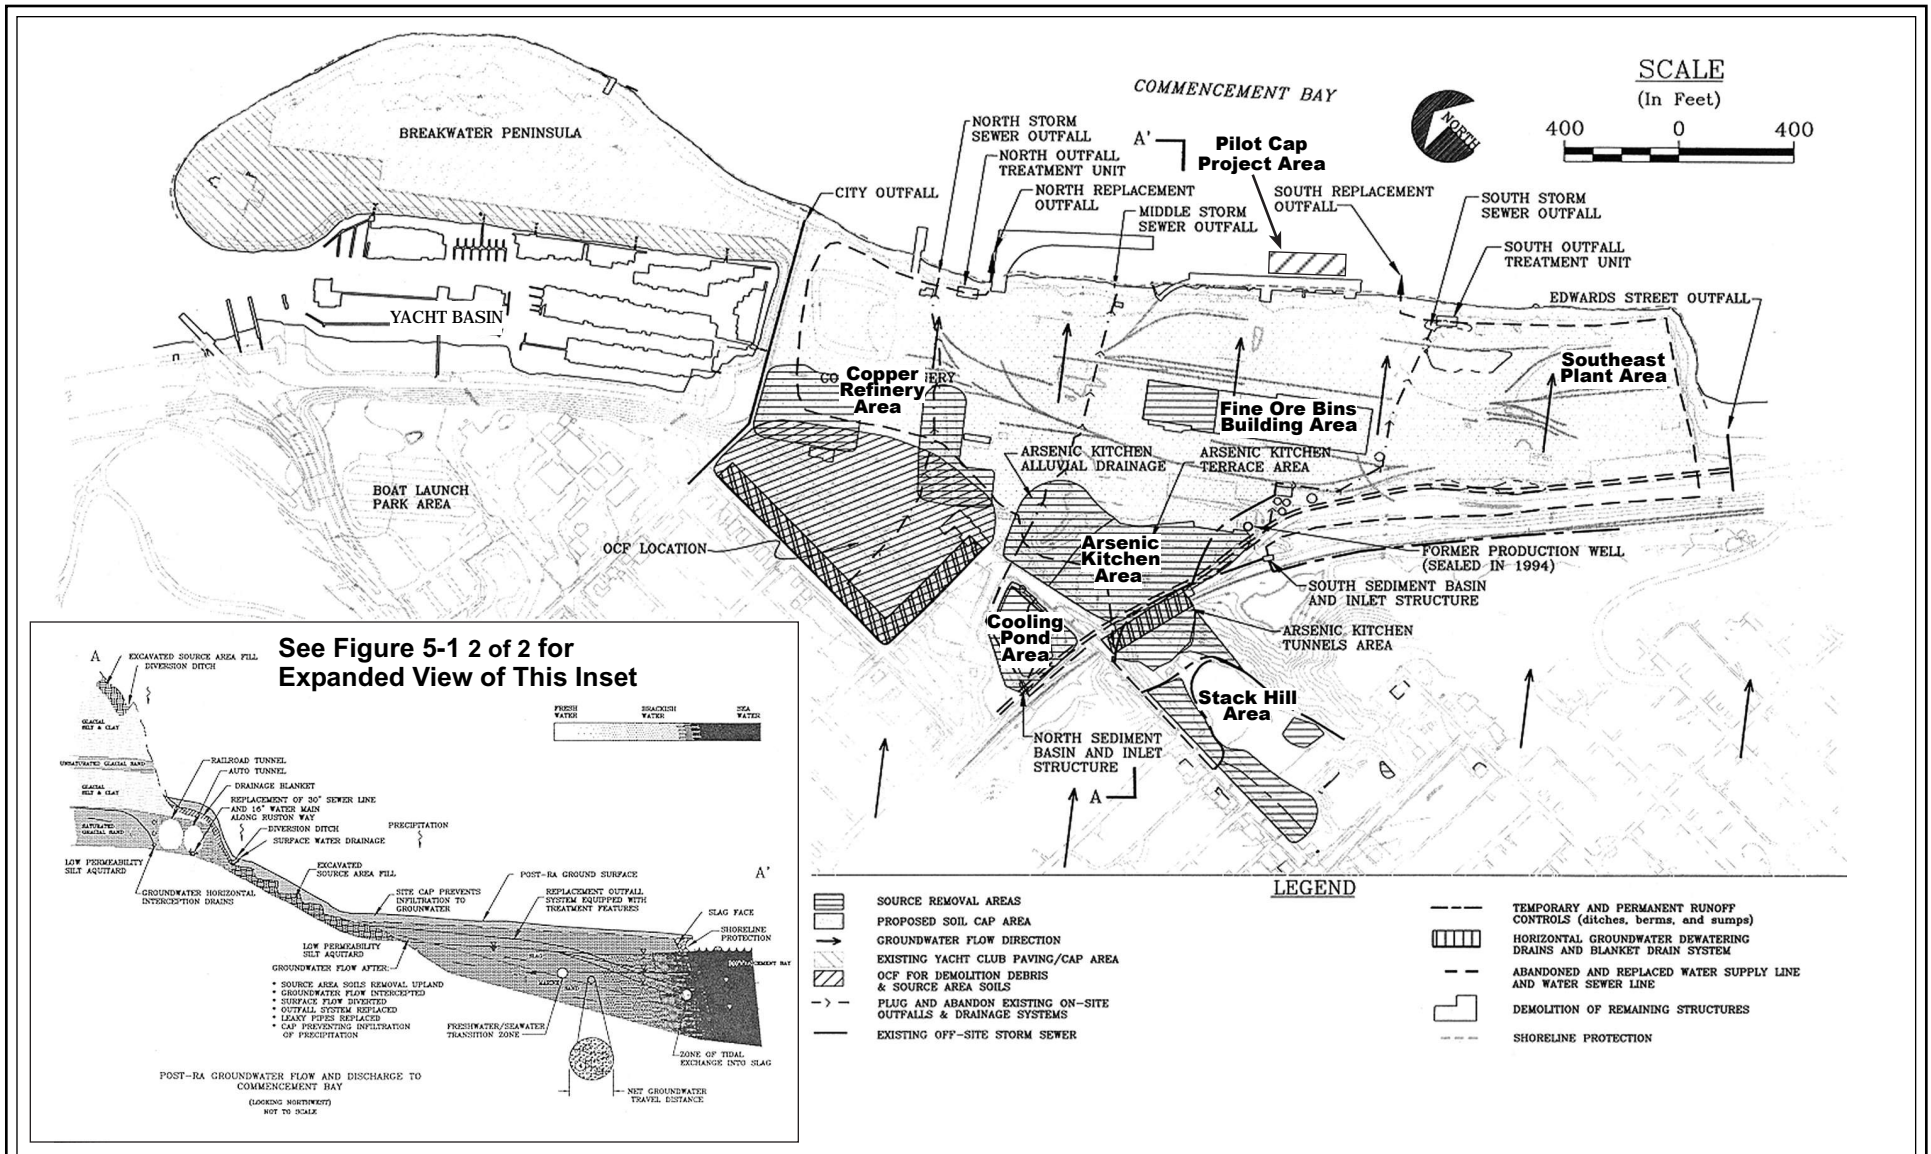 COMMENCEMENT BAY
SCALE
(In Feet)
400 0 400
NORTH
BREAKWATER PENINSULA
NORTH STORM
SEWER OUTFALL
A'
Pilot Cap
Project Area
NORTH OUTFALL
TREATMENT UNIT
CITY OUTFALL
NORTH REPLACEMENT
OUTFALL
MIDDLE STORM
SEWER OUTFALL
SOUTH REPLACEMENT
OUTFALL
SOUTH STORM
SEWER OUTFALL
SOUTH OUTFALL
TREATMENT UNIT
EDWARDS STREET OUTFALL
YACHT BASIN
Copper
Refinery
Area
Fine Ore Bins
Building Area
Southeast
Plant Area
ARSENIC KITCHEN
ALLUVIAL DRAINAGE
ARSENIC KITCHEN
TERRACE AREA
BOAT LAUNCH
PARK AREA
OCF LOCATION
Arsenic
Kitchen
Area
FORMER PRODUCTION WELL
(SEALED IN 1994)
SOUTH SEDIMENT BASIN
AND INLET STRUCTURE
Cooling
Pond
Area
ARSENIC KITCHEN
TUNNELS AREA
Stack Hill
Area
NORTH SEDIMENT
BASIN AND INLET
STRUCTURE
A
See Figure 5-1 2 of 2 for
Expanded View of This Inset
A
EXCAVATED SOURCE AREA FILL
DIVERSION DITCH
GLACIAL
SILT & CLAY
FRESH
WATER
BRACKISH
WATER
SEA
WATER
UNSATURATED GLACIAL SAND
GLACIAL
SILT & CLAY
RAILROAD TUNNEL
AUTO TUNNEL
DRAINAGE BLANKET
REPLACEMENT OF 30" SEWER LINE
AND 16" WATER MAIN
ALONG RUSTON WAY
SATURATED
GLACIAL SAND
DIVERSION DITCH
SURFACE WATER DRAINAGE
PRECIPITATION
LOW PERMEABILITY
SILT AQUITARD
EXCAVATED
SOURCE AREA FILL
POST-RA GROUND SURFACE
A'
GROUNDWATER HORIZONTAL
INTERCEPTION DRAINS
SITE CAP PREVENTS
INFILTRATION TO
GROUNWATER
REPLACEMENT OUTFALL
SYSTEM EQUIPPED WITH
TREATMENT FEATURES
SLAG FACE
SHORELINE
PROTECTION
LOW PERMEABILITY
SILT AQUITARD
SLAG
MARINE
SAND
GROUNDWATER FLOW AFTER:
* SOURCE AREA SOILS REMOVAL UPLAND
* GROUNDWATER FLOW INTERCEPTED
* SURFACE FLOW DIVERTED
* OUTFALL SYSTEM REPLACED
* LEAKY PIPES REPLACED
* CAP PREVENTING INFILTRATION
OF PRECIPITATION
FRESHWATER/SEAWATER
TRANSITION ZONE
ZONE OF TIDAL
EXCHANGE INTO SLAG
NET GROUNDWATER
TRAVEL DISTANCE
POST-RA GROUNDWATER FLOW AND DISCHARGE TO
COMMENCEMENT BAY
(LOOKING NORTHWEST)
NOT TO SCALE
LEGEND
SOURCE REMOVAL AREAS
PROPOSED SOIL CAP AREA
GROUNDWATER FLOW DIRECTION
EXISTING YACHT CLUB PAVING/CAP AREA
OCF FOR DEMOLITION DEBRIS
& SOURCE AREA SOILS
PLUG AND ABANDON EXISTING ON-SITE
OUTFALLS & DRAINAGE SYSTEMS
EXISTING OFF-SITE STORM SEWER
TEMPORARY AND PERMANENT RUNOFF
CONTROLS (ditches, berms, and sumps)
HORIZONTAL GROUNDWATER DEWATERING
DRAINS AND BLANKET DRAIN SYSTEM
ABANDONED AND REPLACED WATER SUPPLY LINE
AND WATER SEWER LINE
DEMOLITION OF REMAINING STRUCTURES
SHORELINE PROTECTION